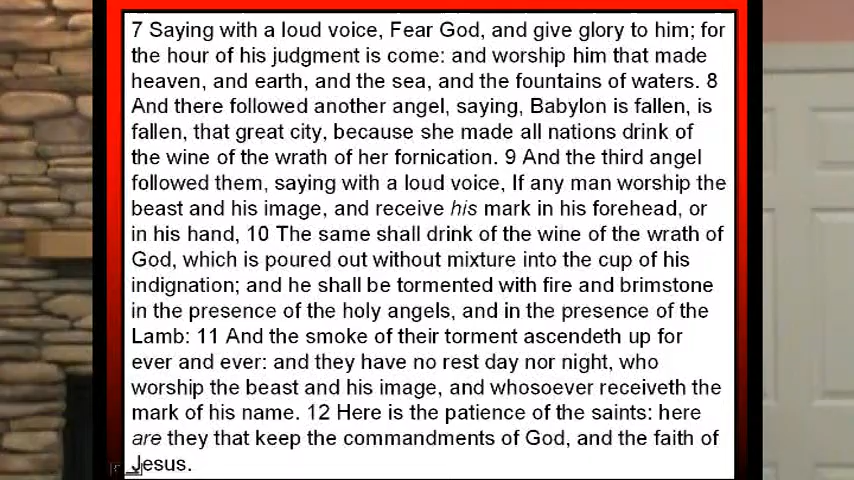 7 Saying with a loud voice, Fear God, and give glory to him; for
the hour of his judgment is come: and worship him that made
heaven, and earth, and the sea, and the fountains of waters. 8
And there followed another angel, saying, Babylon is fallen, is
fallen, that great city, because she made all nations drink of
the wine of the wrath of her fornication. 9 And the third angel
followed them, saying with a loud voice, If any man worship the
beast and his image, and receive his mark in his forehead, or
in his hand, 10 The same shall drink of the wine of the wrath of
God, which is poured out without mixture into the cup of his
indignation; and he shall be tormented with fire and brimstone
in the presence of the holy angels, and in the presence of the
Lamb: 11 And the smoke of their torment ascendeth up for
ever and ever: and they have no rest day nor night, who
worship the beast and his image, and whosoever receiveth the
mark of his name. 12 Here is the patience of the saints: here
are they that keep the commandments of God, and the faith of
Jesus.